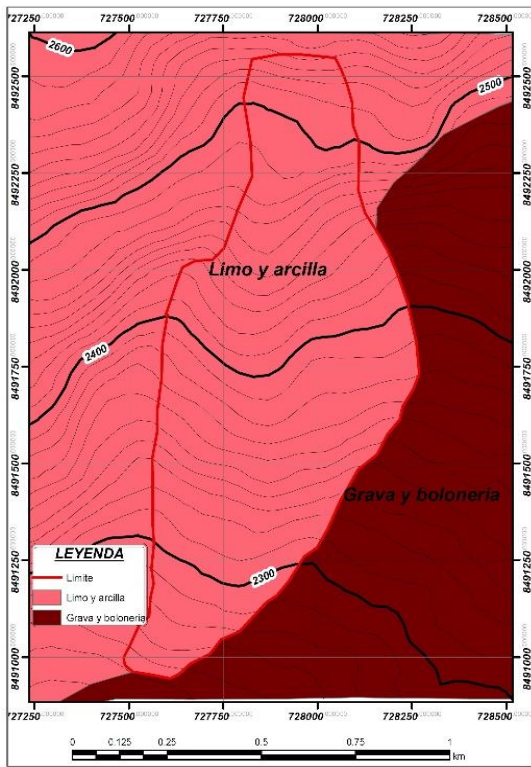 727250 727500 727750 728000 728250 728500
2600
2500
8492500 8492500
8492250 8492250
8492000 8492000
Limo y arcilla
2400
8491750 8491750
8491500 8491500
Grava y boloneria
8491250 8491250
2300
LEYENDA
Limite
Limo y arcilla
Grava y boloneria
8491000 8491000
727250 727500 727750 728000 728250 728500
0 0.125 0.25 0.5 0.75 1
km